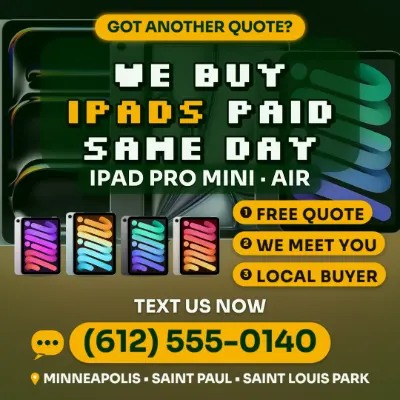 GOT ANOTHER QUOTE?
WE BUY
IPADS PAID
SAME DAY
IPAD PRO MINI · AIR
1 FREE QUOTE
2 WE MEET YOU
3 LOCAL BUYER
TEXT US NOW
(612) 555-0140
MINNEAPOLIS • SAINT PAUL • SAINT LOUIS PARK